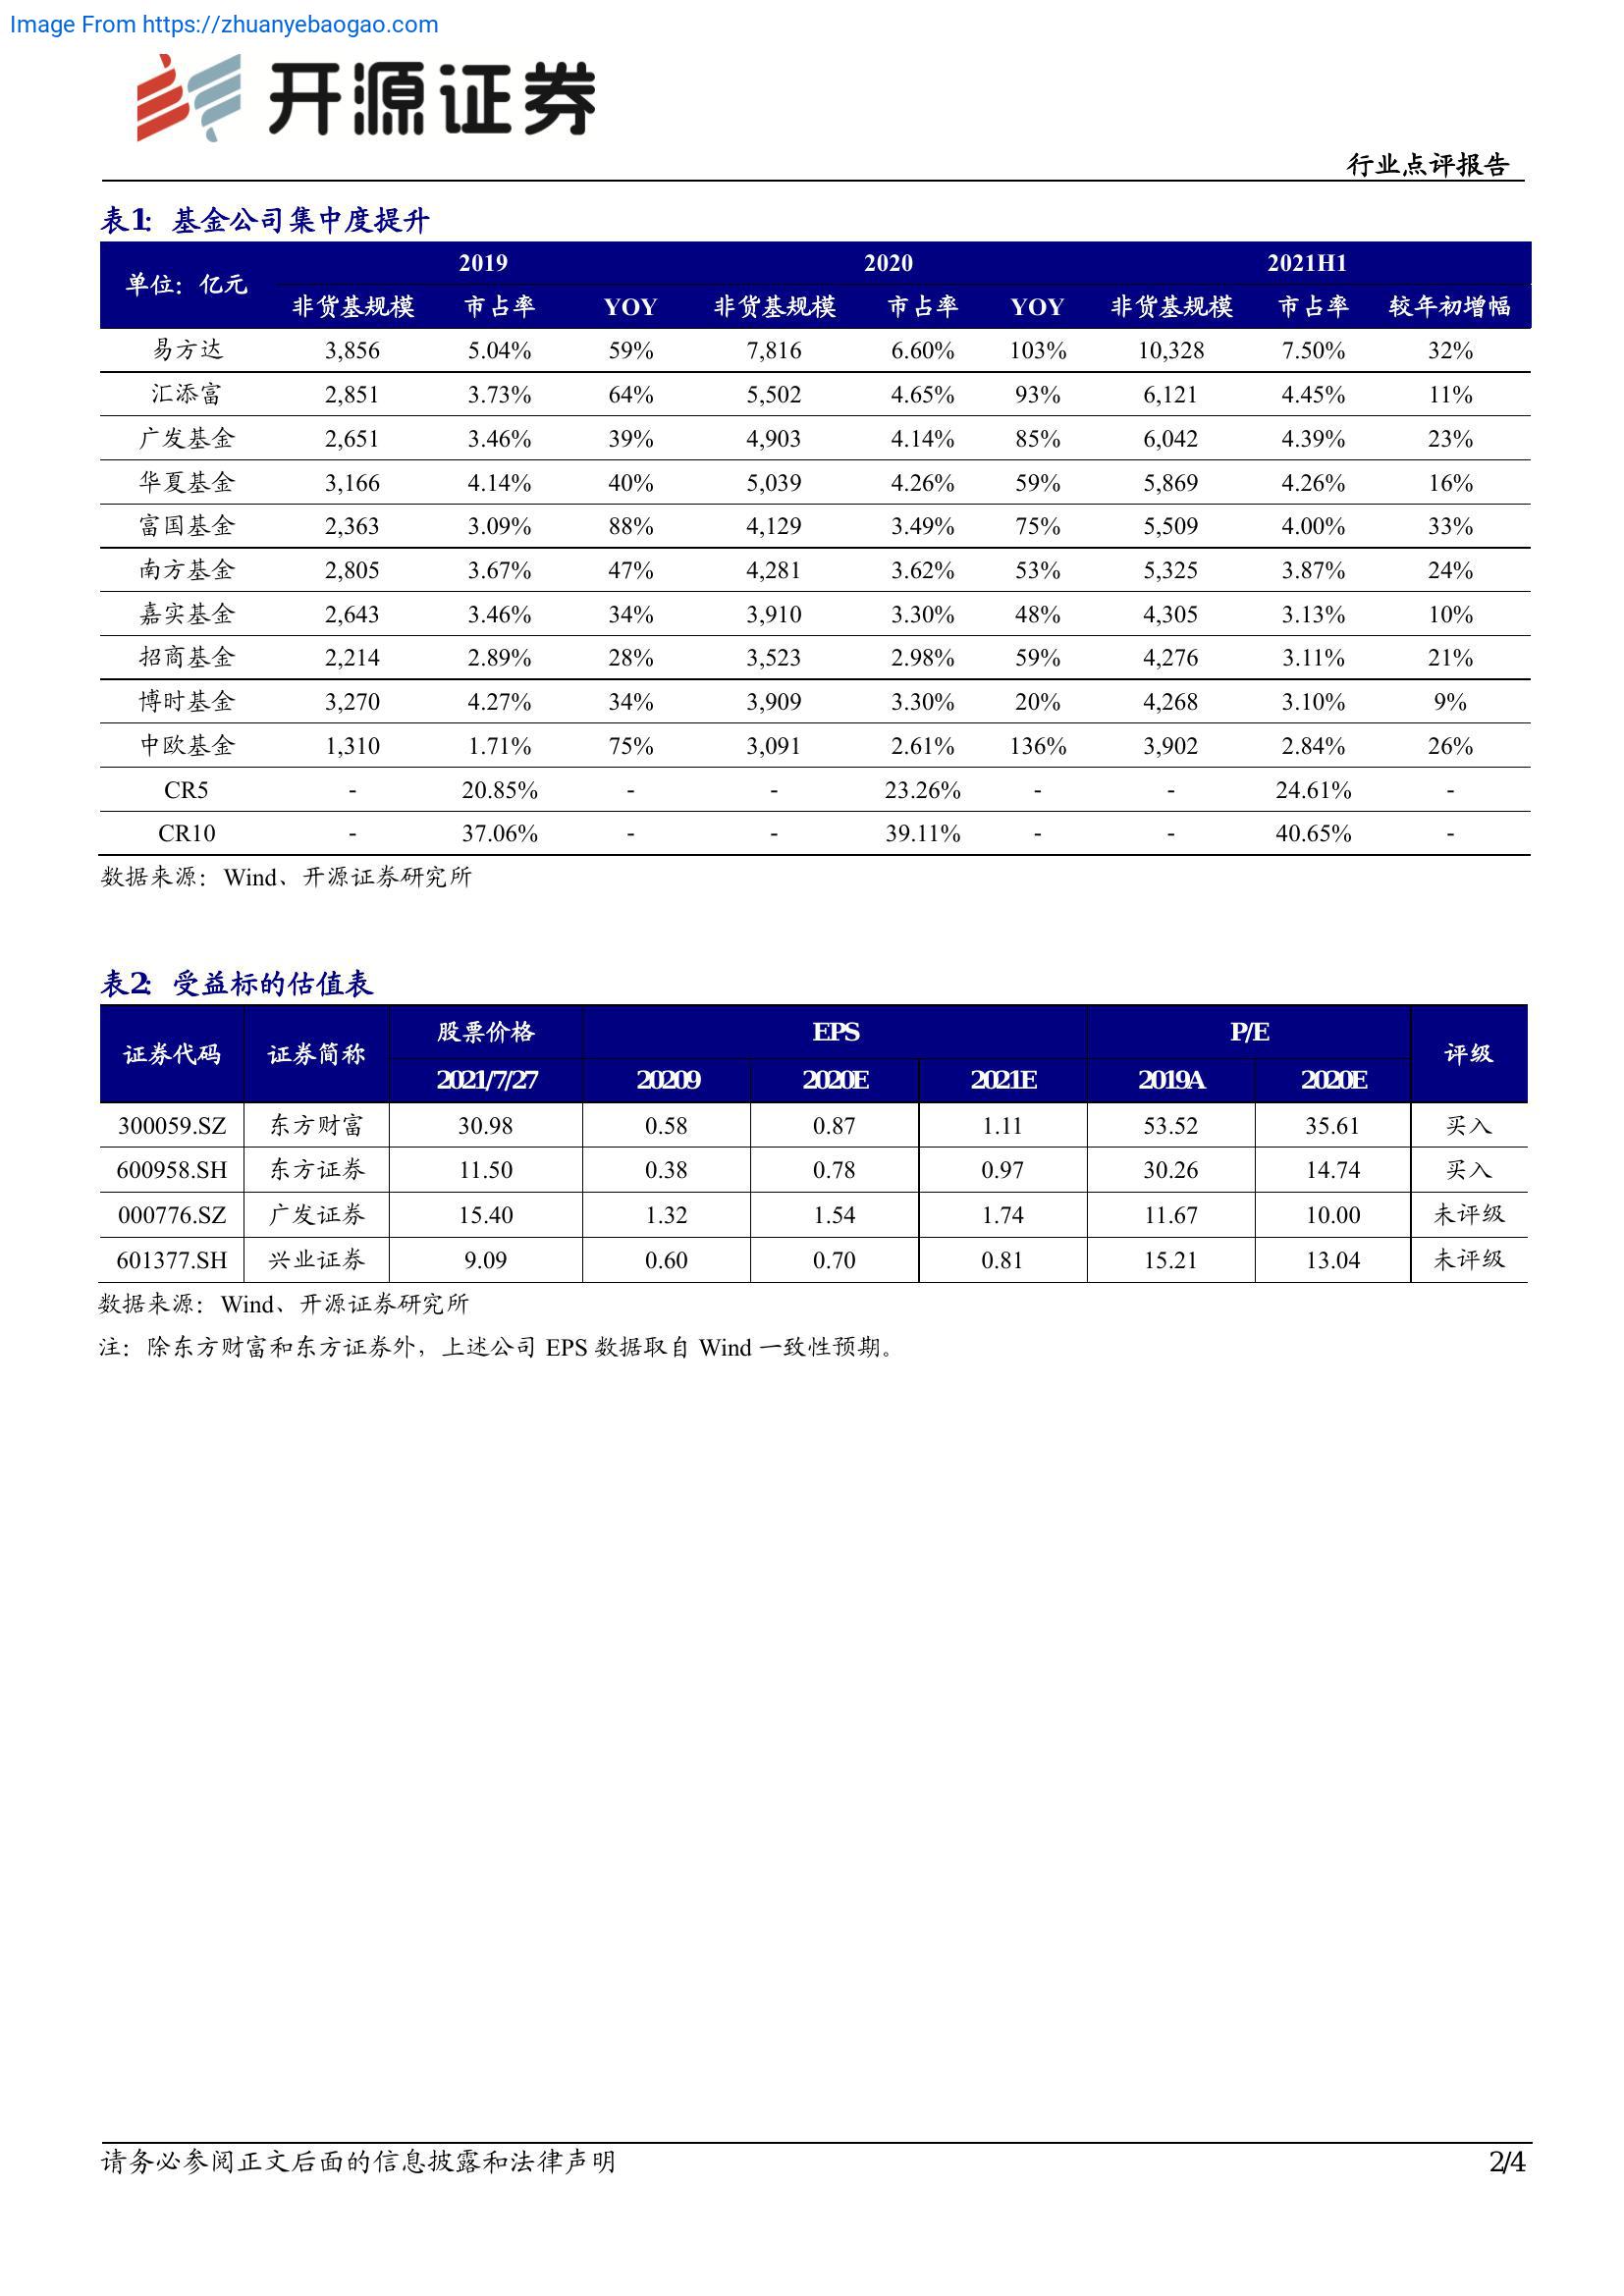 Image From https://zhuanyebaogao.com
开源证券
行业点评报告
表1：基金公司集中度提升
单位：亿元 2019 2020 2021H1
非货基规模 市占率 YOY 非货基规模 市占率 YOY 非货基规模 市占率 较年初增幅
易方达 3,856 5.04% 59% 7,816 6.60% 103% 10,328 7.50% 32%
汇添富 2,851 3.73% 64% 5,502 4.65% 93% 6,121 4.45% 11%
广发基金 2,651 3.46% 39% 4,903 4.14% 85% 6,042 4.39% 23%
华夏基金 3,166 4.14% 40% 5,039 4.26% 59% 5,869 4.26% 16%
富国基金 2,363 3.09% 88% 4,129 3.49% 75% 5,509 4.00% 33%
南方基金 2,805 3.67% 47% 4,281 3.62% 53% 5,325 3.87% 24%
嘉实基金 2,643 3.46% 34% 3,910 3.30% 48% 4,305 3.13% 10%
招商基金 2,214 2.89% 28% 3,523 2.98% 59% 4,276 3.11% 21%
博时基金 3,270 4.27% 34% 3,909 3.30% 20% 4,268 3.10% 9%
中欧基金 1,310 1.71% 75% 3,091 2.61% 136% 3,902 2.84% 26%
CR5 - 20.85% - - 23.26% - - 24.61% -
CR10 - 37.06% - - 39.11% - - 40.65% -
数据来源：Wind、开源证券研究所
表2：受益标的估值表
证券代码 证券简称 股票价格 EPS P/E 评级
2021/7/27 20209 2020E 2021E 2019A 2020E
300059.SZ 东方财富 30.98 0.58 0.87 1.11 53.52 35.61 买入
600958.SH 东方证券 11.50 0.38 0.78 0.97 30.26 14.74 买入
000776.SZ 广发证券 15.40 1.32 1.54 1.74 11.67 10.00 未评级
601377.SH 兴业证券 9.09 0.60 0.70 0.81 15.21 13.04 未评级
数据来源：Wind、开源证券研究所
注：除东方财富和东方证券外，上述公司 EPS 数据取自 Wind 一致性预期。
请务必参阅正文后面的信息披露和法律声明
2/4